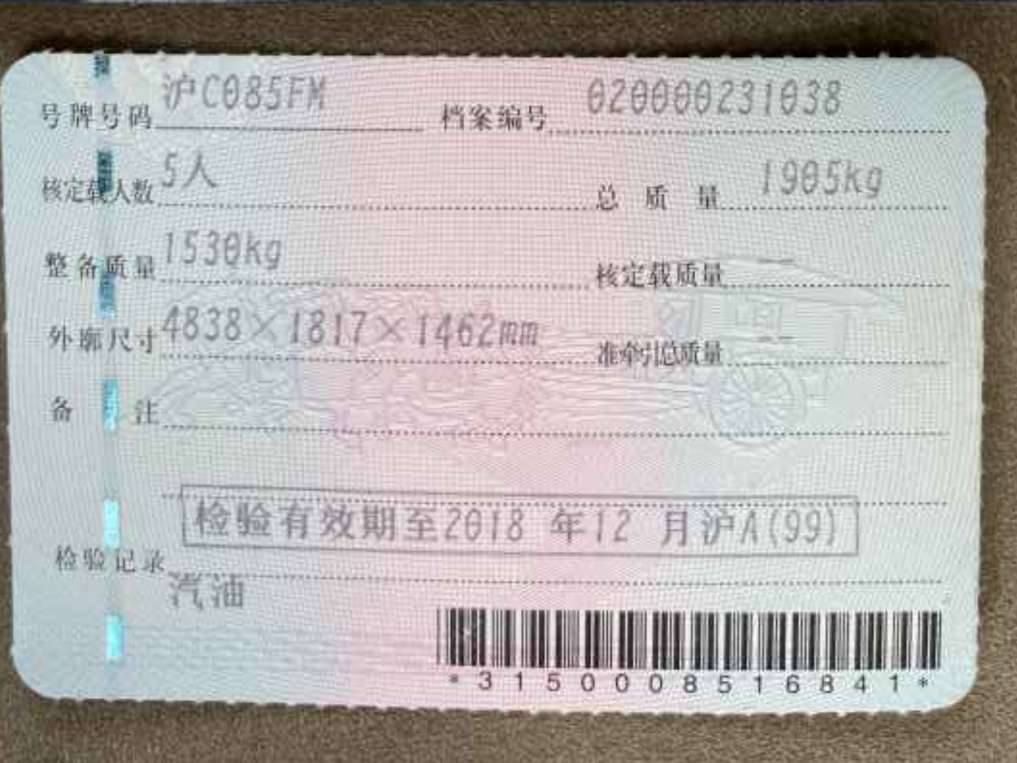 号牌号码 沪C085FM 档案编号 020000231038
核定载人数 5人 总质量 1905kg
整备质量 1530kg 核定载质量 --
外廓尺寸 4838×1817×1462mm 准牵引总质量 --
备注
检验有效期至2018 年12 月沪A(99)
检验记录
汽油
*3150008516841*